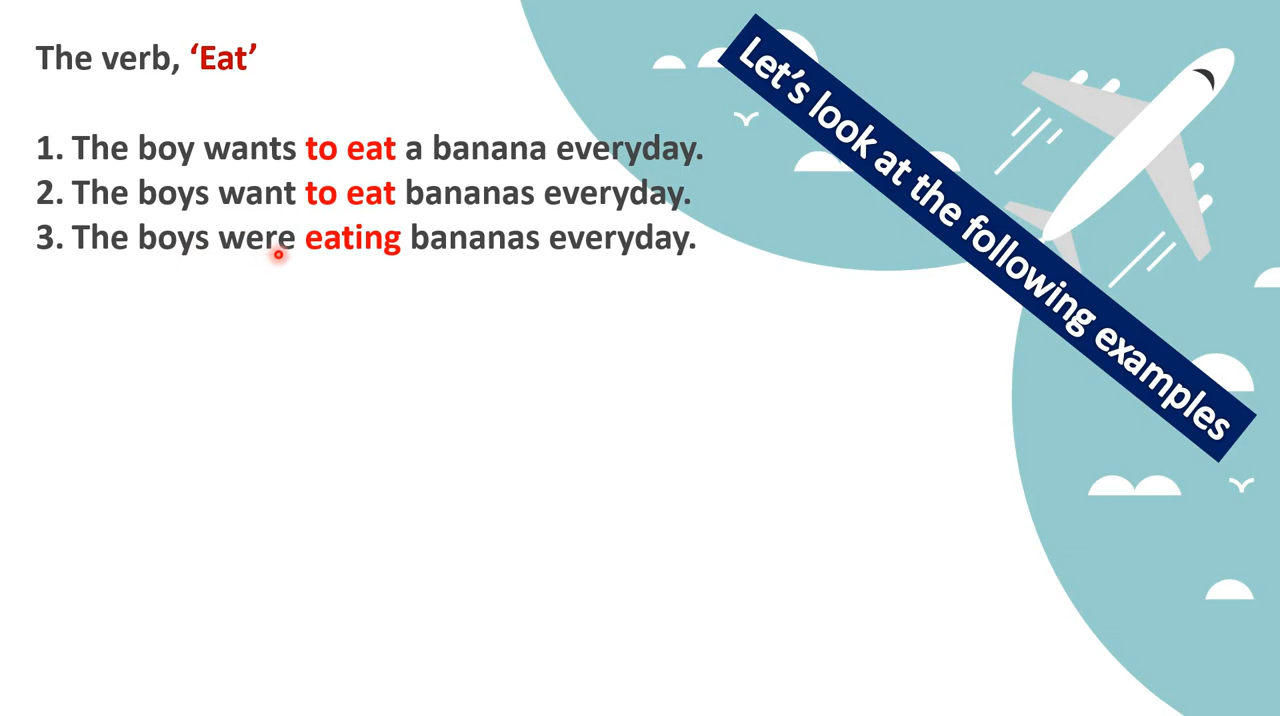 The verb, ‘Eat’
1. The boy wants to eat a banana everyday.
2. The boys want to eat bananas everyday.
3. The boys were eating bananas everyday.
Let’s look at the following examples